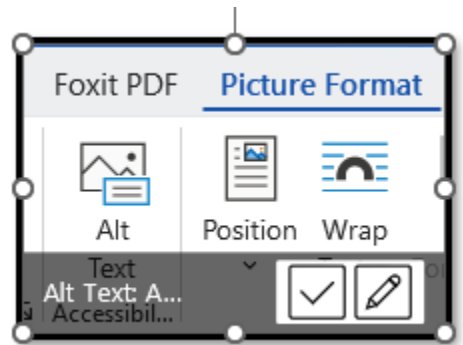 Foxit PDF Picture Format
Alt Position Wrap
Text
Alt Text: A...
Accessibil...